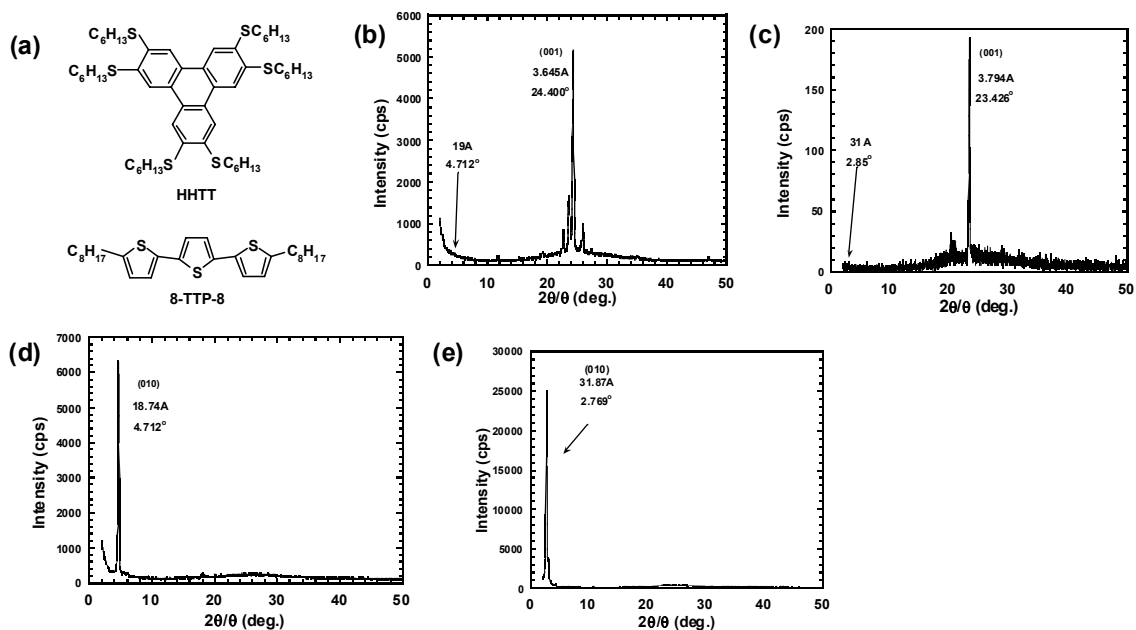 (a)
C6H13S SC6H13
C6H13S SC6H13
C6H13S SC6H13
HHTT
C8H17 S S S C8H17
8-TTP-8
(b)
Intensity (cps)
6000
5000
4000
3000
2000
1000
0
(001)
3.645A
24.400°
19A
4.712°
0 10 20 30 40 50
2θ/θ (deg.)
(c)
Intensity (cps)
200
150
100
50
0
(001)
3.794A
23.426°
31A
2.85°
0 10 20 30 40 50
2θ/θ (deg.)
(d)
Intensity (cps)
7000
6000
5000
4000
3000
2000
1000
0
(010)
18.74A
4.712°
0 10 20 30 40 50
2θ/θ (deg.)
(e)
Intensity (cps)
30000
25000
20000
15000
10000
5000
0
(010)
31.87A
2.769°
0 10 20 30 40 50
2θ/θ (deg.)